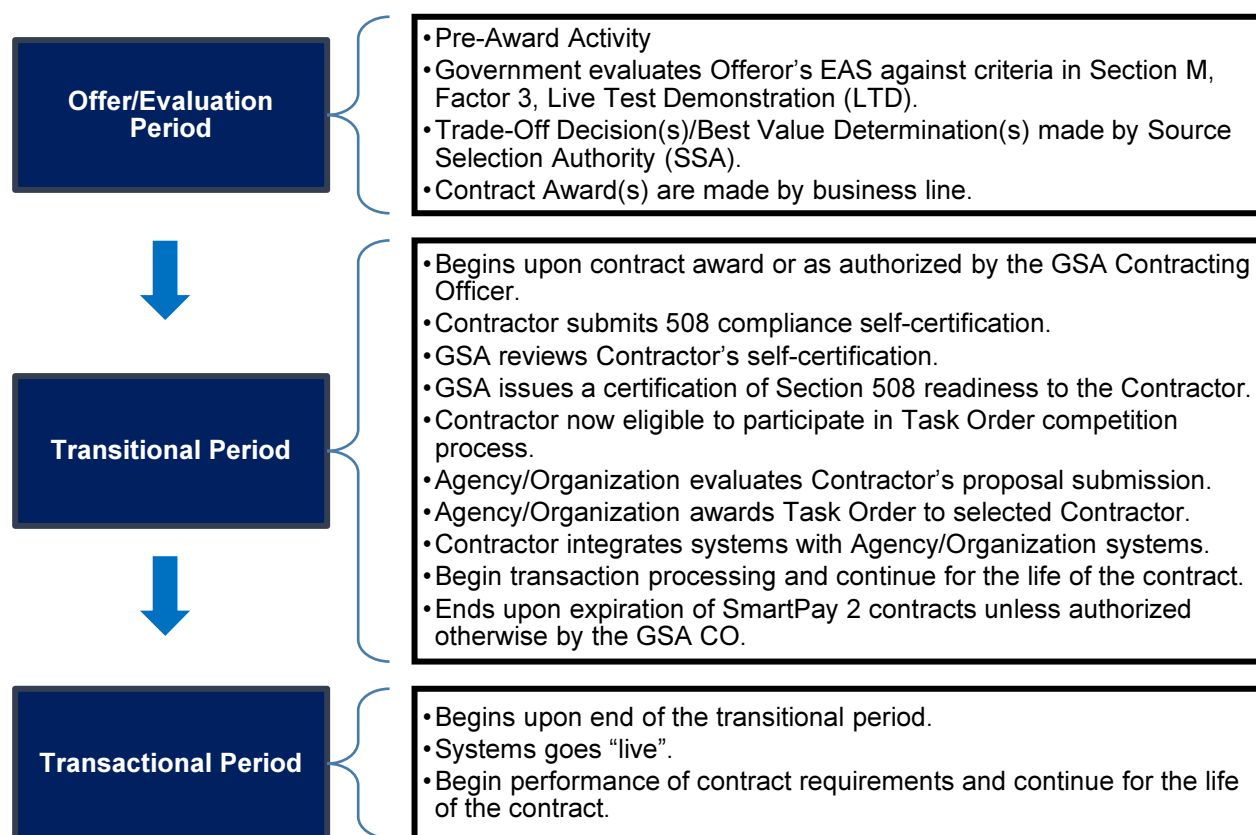 Offer/Evaluation
Period
•Pre-Award Activity
•Government evaluates Offeror’s EAS against criteria in Section M,
Factor 3, Live Test Demonstration (LTD).
•Trade-Off Decision(s)/Best Value Determination(s) made by Source
Selection Authority (SSA).
•Contract Award(s) are made by business line.
Transitional Period
•Begins upon contract award or as authorized by the GSA Contracting
Officer.
•Contractor submits 508 compliance self-certification.
•GSA reviews Contractor’s self-certification.
•GSA issues a certification of Section 508 readiness to the Contractor.
•Contractor now eligible to participate in Task Order competition
process.
•Agency/Organization evaluates Contractor’s proposal submission.
•Agency/Organization awards Task Order to selected Contractor.
•Contractor integrates systems with Agency/Organization systems.
•Begin transaction processing and continue for the life of the contract.
•Ends upon expiration of SmartPay 2 contracts unless authorized
otherwise by the GSA CO.
Transactional Period
•Begins upon end of the transitional period.
•Systems goes “live”.
•Begin performance of contract requirements and continue for the life
of the contract.